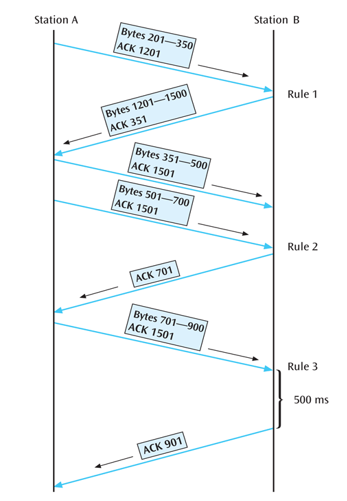 Station A
Station B
Bytes 201—350
ACK 1201
Rule 1
Bytes 1201—1500
ACK 351
Bytes 351—500
ACK 1501
Bytes 501—700
ACK 1501
Rule 2
ACK 701
Bytes 701—900
ACK 1501
Rule 3
500 ms
ACK 901